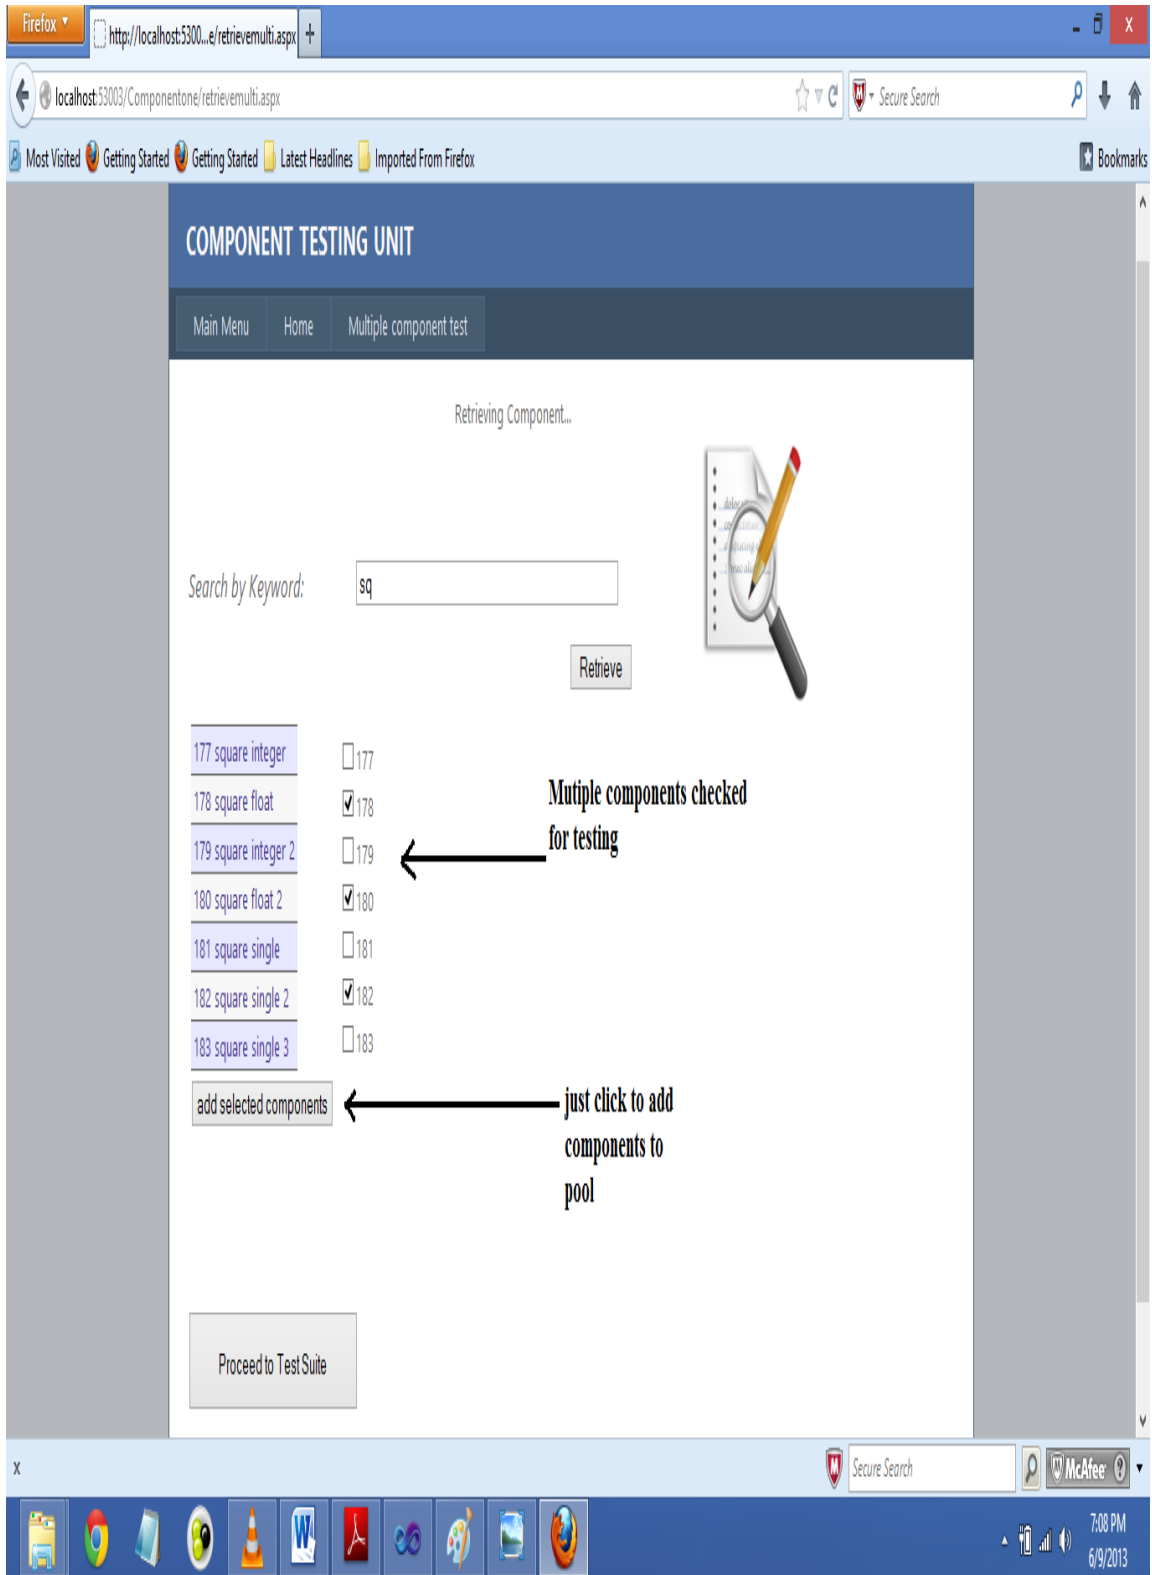 Firefox
http://localhost:5300...e/retrievemulti.aspx
localhost:53003/Componentone/retrievemulti.aspx
Secure Search
Most Visited
Getting Started
Getting Started
Latest Headlines
Imported From Firefox
Bookmarks
COMPONENT TESTING UNIT
Main Menu
Home
Multiple component test
Retrieving Component...
Search by Keyword:
sq
Retrieve
177 square integer
177
178 square float
178
179 square integer 2
179
180 square float 2
180
181 square single
181
182 square single 2
182
183 square single 3
183
Mutiple components checked
for testing
add selected components
just click to add
components to
pool
Proceed to Test Suite
x
Secure Search
McAfee
7:08 PM
6/9/2013